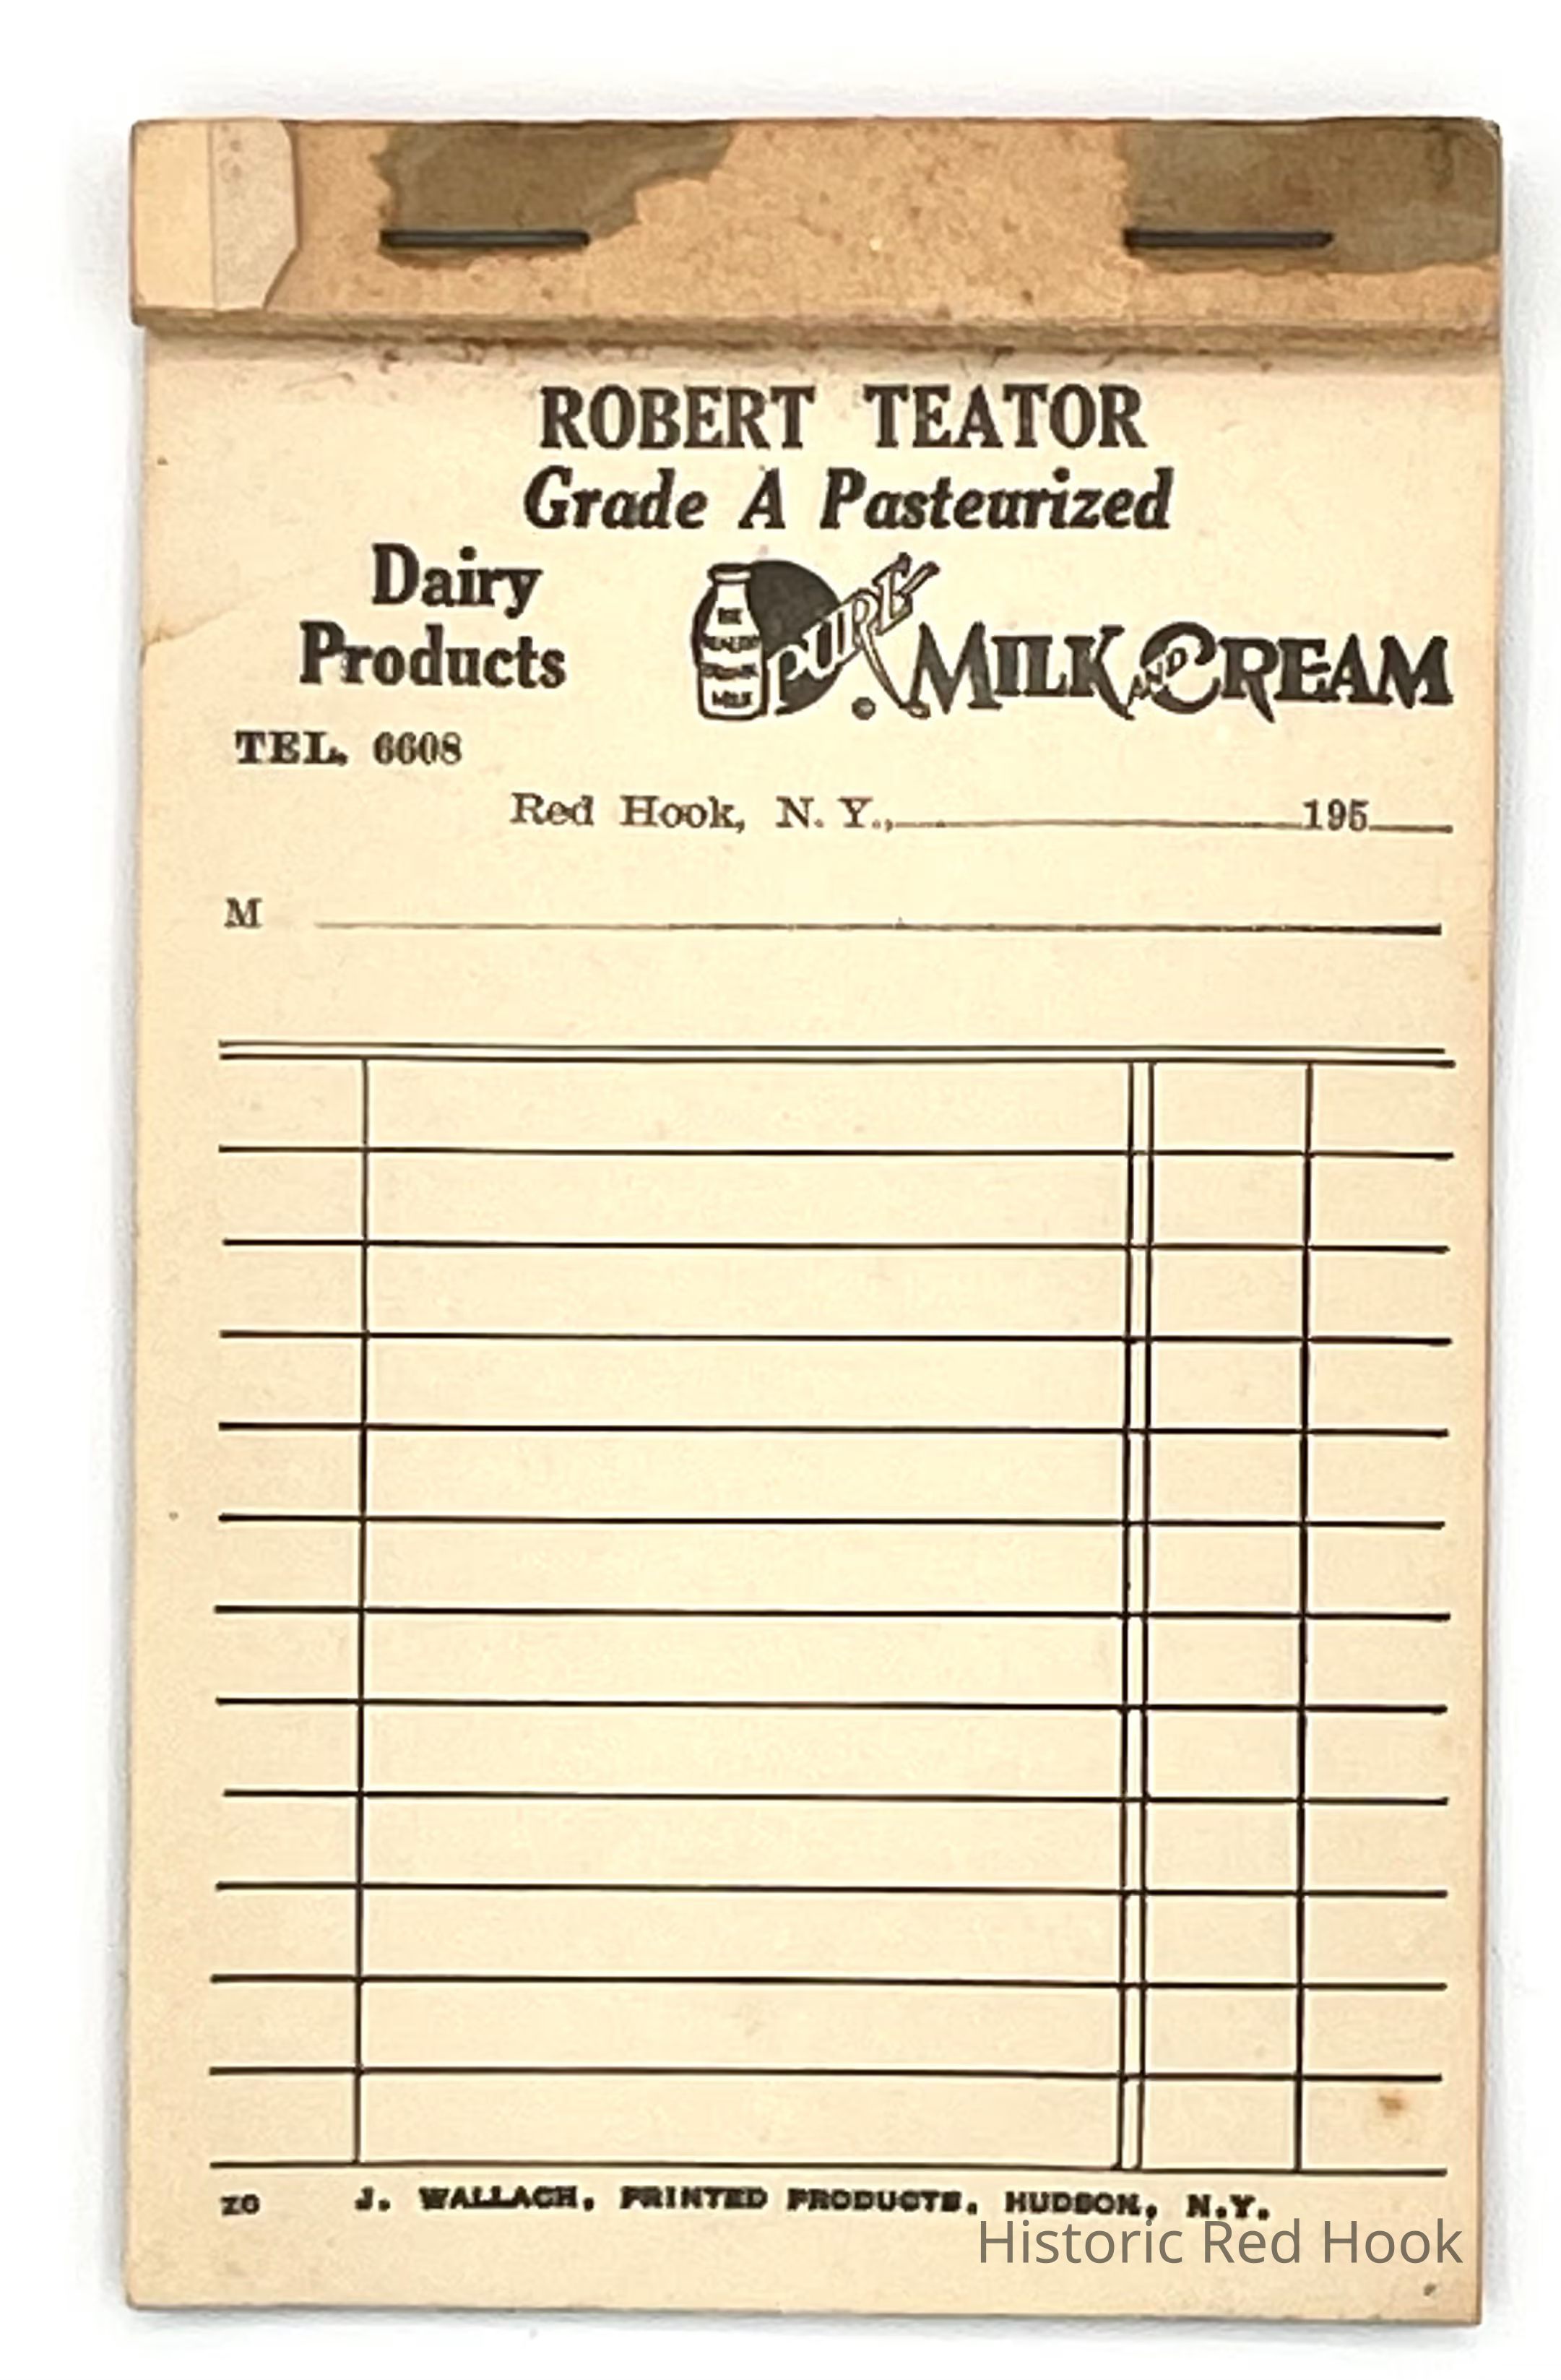 ROBERT TEATOR
Grade A Pasteurized
Dairy
Products
PURE MILK AND CREAM
MILK
TEL. 6608
Red Hook, N. Y., 195
M
J. WALLACH, PRINTED PRODUCTS, HUDSON, N.Y.
Historic Red Hook